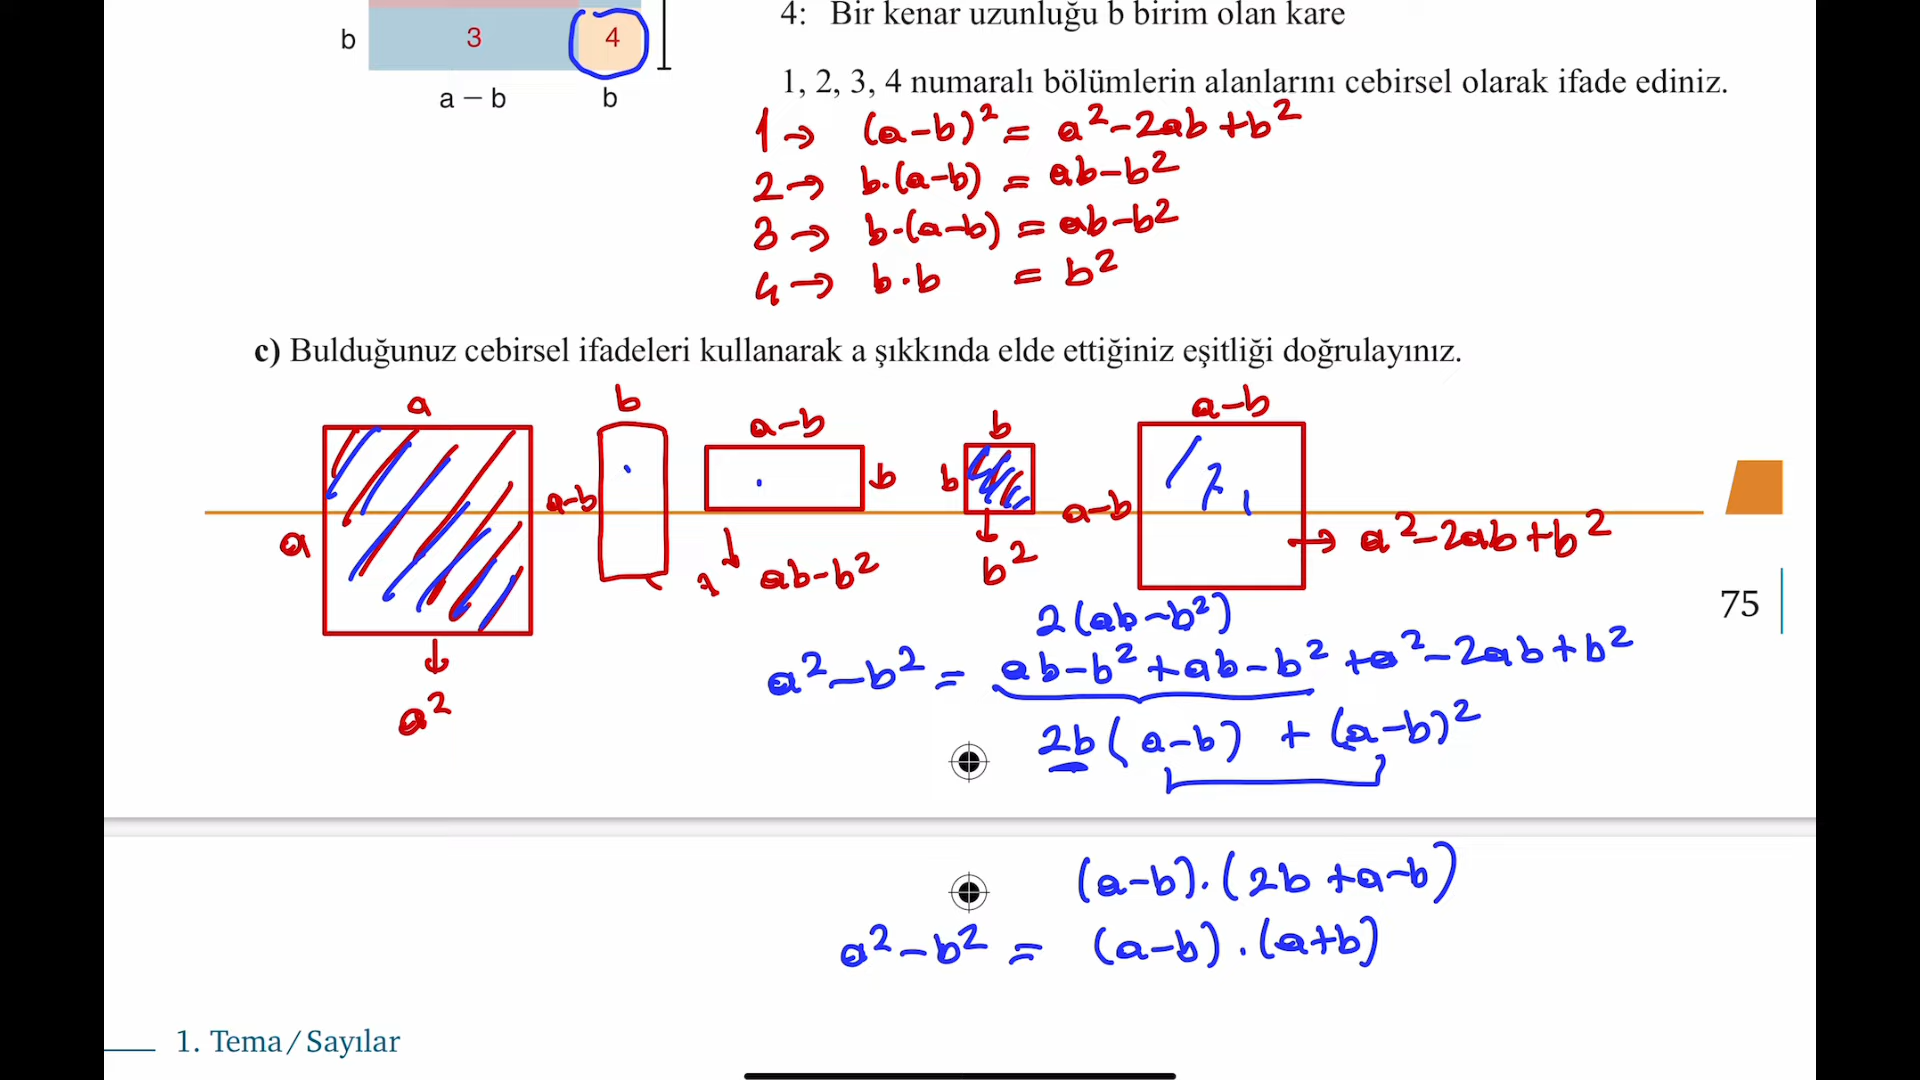 4: Bir kenar uzunluğu b birim olan kare
b 3 4
a – b b
1, 2, 3, 4 numaralı bölümlerin alanlarını cebirsel olarak ifade ediniz.
1 → (a-b)² = a²-2ab+b²
2 → b.(a-b) = ab-b²
3 → b.(a-b) = ab-b²
4 → b.b = b²
c) Bulduğunuz cebirsel ifadeleri kullanarak a şıkkında elde ettiğiniz eşitliği doğrulayınız.
a b a-b b a-b
a a-b b b a-b
→ a²-2ab+b²
ab-b² b²
75
a²
2(ab-b²)
a²-b² = ab-b²+ab-b²+a²-2ab+b²
2b(a-b) + (a-b)²
(a-b).(2b+a-b)
a²-b² = (a-b).(a+b)
1. Tema / Sayılar